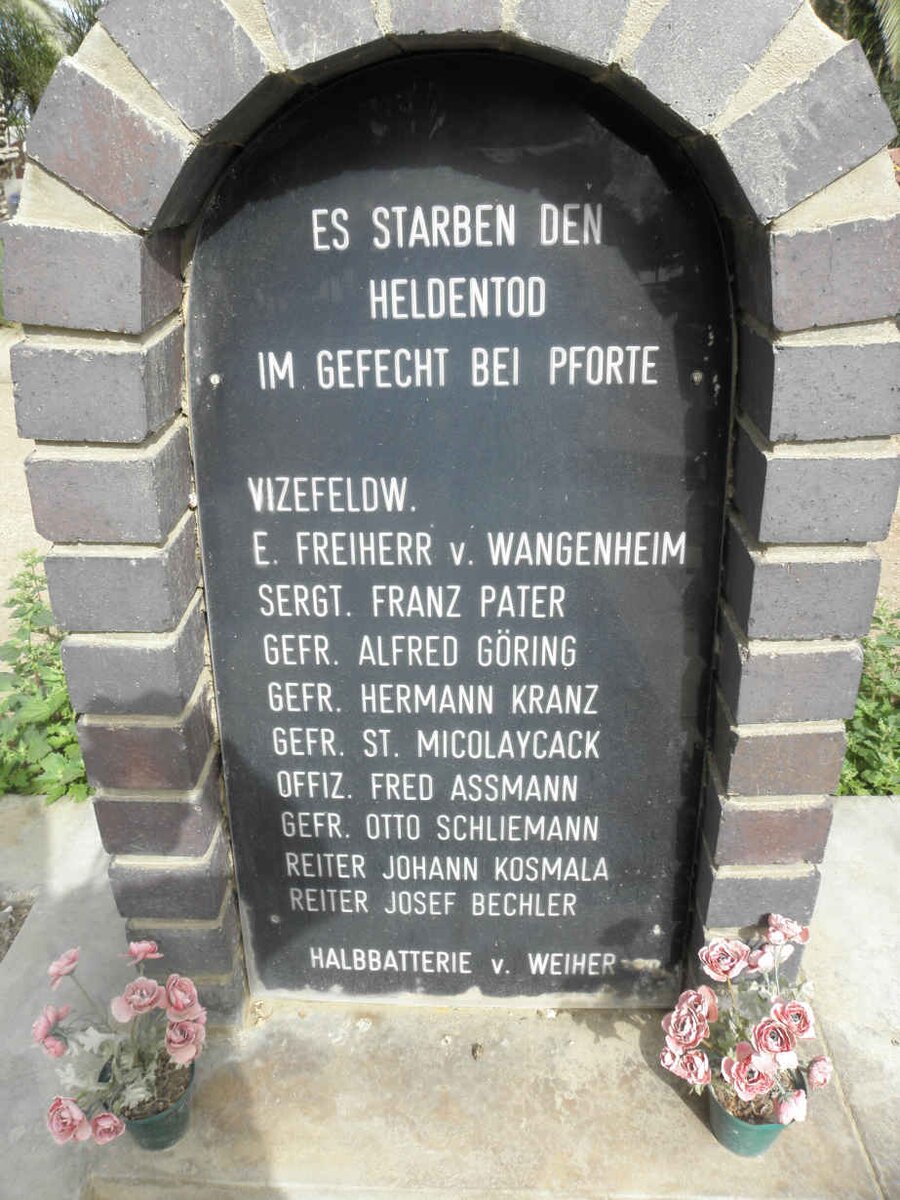 ES STARBEN DEN
HELDENTOD
IM GEFECHT BEI PFORTE
VIZEFELDW.
E. FREIHERR v. WANGENHEIM
SERGT. FRANZ PATER
GEFR. ALFRED GÖRING
GEFR. HERMANN KRANZ
GEFR. ST. MICOLAYCACK
OFFIZ. FRED ASSMANN
GEFR. OTTO SCHLIEMANN
REITER JOHANN KOSMALA
REITER JOSEF BECHLER
HALBBATTERIE v. WEIHER